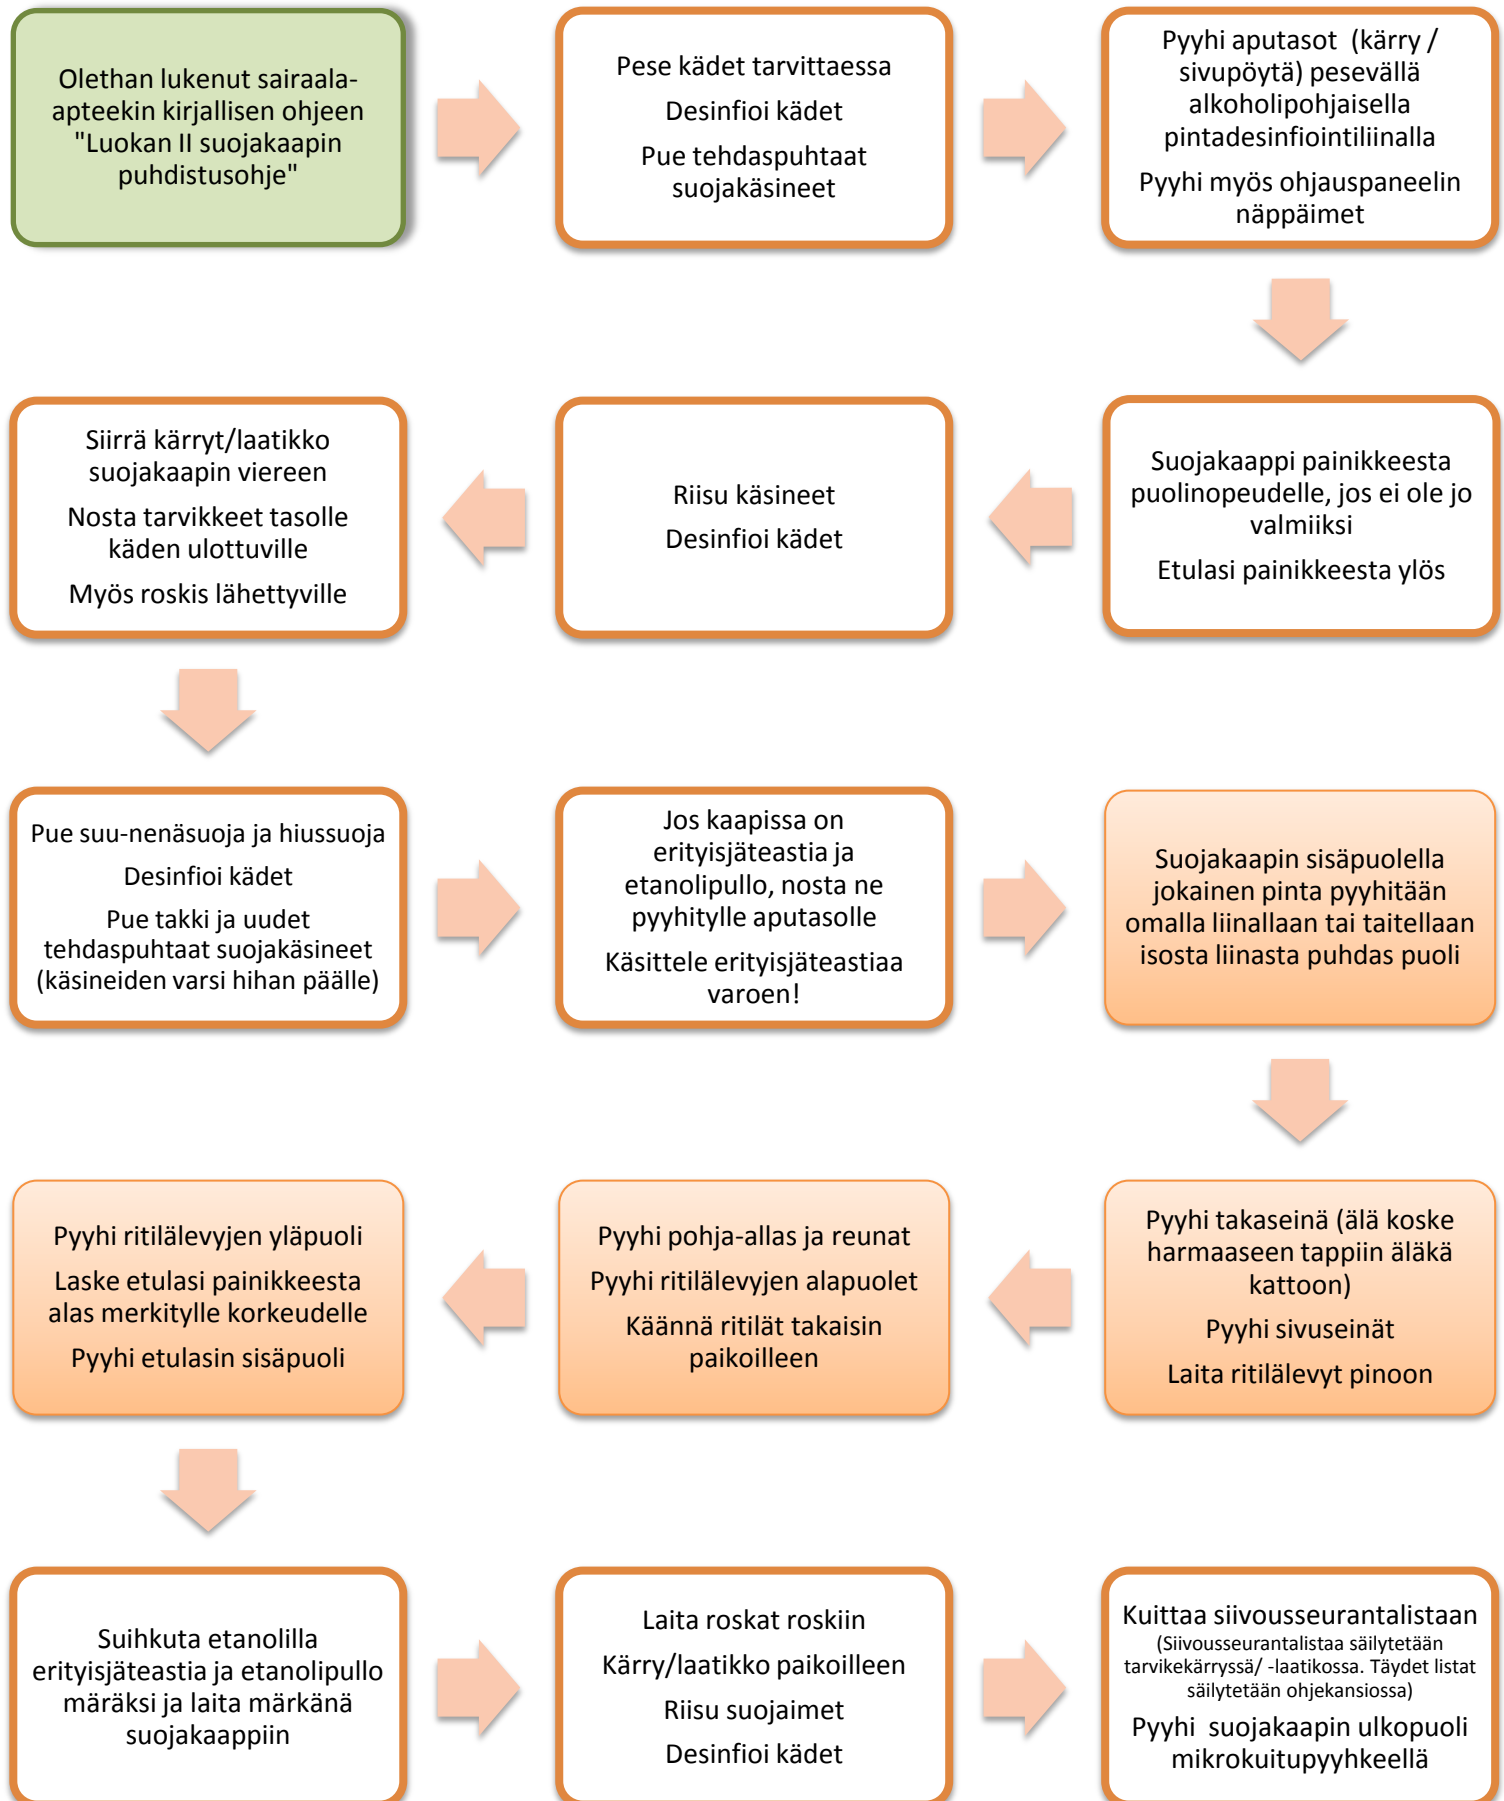 Olethan lukenut sairaala-
apteekin kirjallisen ohjeen
"Luokan II suojakaapin
puhdistusohje"
Pese kädet tarvittaessa
Desinfioi kädet
Pue tehdaspuhtaat
suojakäsineet
Pyyhi aputasot (kärry /
sivupöytä) pesevällä
alkoholipohjaisella
pintadesinfiointiliinalla
Pyyhi myös ohjauspaneelin
näppäimet
Suojakaappi painikkeesta
puolinopeudelle, jos ei ole jo
valmiiksi
Etulasi painikkeesta ylös
Riisu käsineet
Desinfioi kädet
Siirrä kärryt/laatikko
suojakaapin viereen
Nosta tarvikkeet tasolle
käden ulottuville
Myös roskis lähettyville
Pue suu-nenäsuoja ja hiussuoja
Desinfioi kädet
Pue takki ja uudet
tehdaspuhtaat suojakäsineet
(käsineiden varsi hihan päälle)
Jos kaapissa on
erityisjäteastia ja
etanolipullo, nosta ne
pyyhitylle aputasolle
Käsittele erityisjäteastiaa
varoen!
Suojakaapin sisäpuolella
jokainen pinta pyyhitään
omalla liinallaan tai taitellaan
isosta liinasta puhdas puoli
Pyyhi takaseinä (älä koske
harmaaseen tappiin äläkä
kattoon)
Pyyhi sivuseinät
Laita ritilälevyt pinoon
Pyyhi pohja-allas ja reunat
Pyyhi ritilälevyjen alapuolet
Käännä ritilät takaisin
paikoilleen
Pyyhi ritilälevyjen yläpuoli
Laske etulasi painikkeesta
alas merkitylle korkeudelle
Pyyhi etulasin sisäpuoli
Suihkuta etanolilla
erityisjäteastia ja etanolipullo
märäksi ja laita märkänä
suojakaappiin
Laita roskat roskiin
Kärry/laatikko paikoilleen
Riisu suojaimet
Desinfioi kädet
Kuittaa siivousseurantalistaan
(Siivousseurantalistaa säilytetään
tarvikekärryssä/ -laatikossa. Täydet listat
säilytetään ohjekansiossa)
Pyyhi suojakaapin ulkopuoli
mikrokuitupyyhkeellä